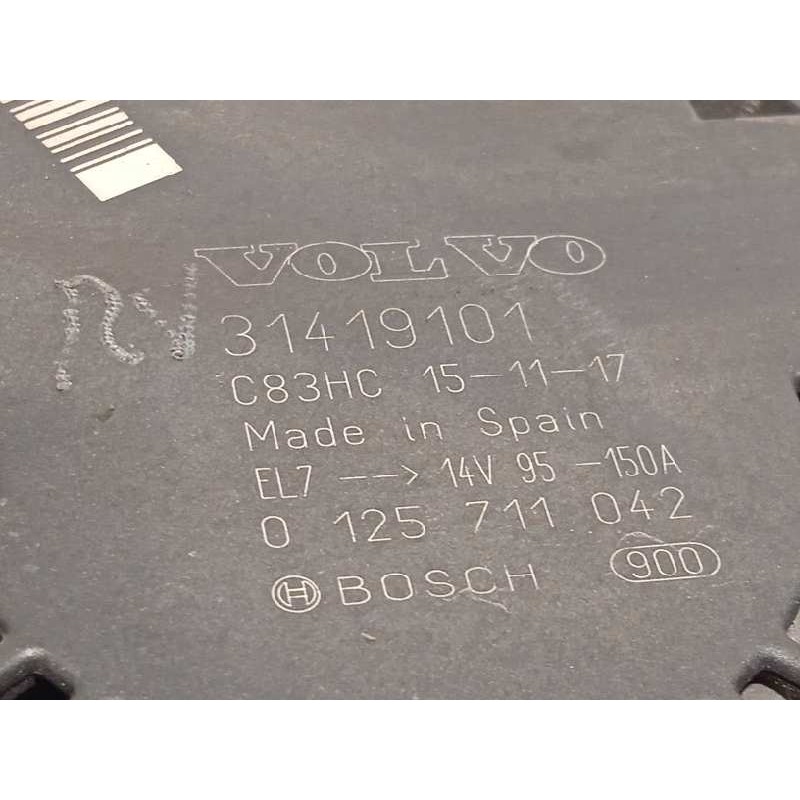 VOLVO
RV
31419101
C83HC 15-11-17
Made in Spain
EL7 --> 14V 95 -150A
0 125 711 042
H BOSCH 900